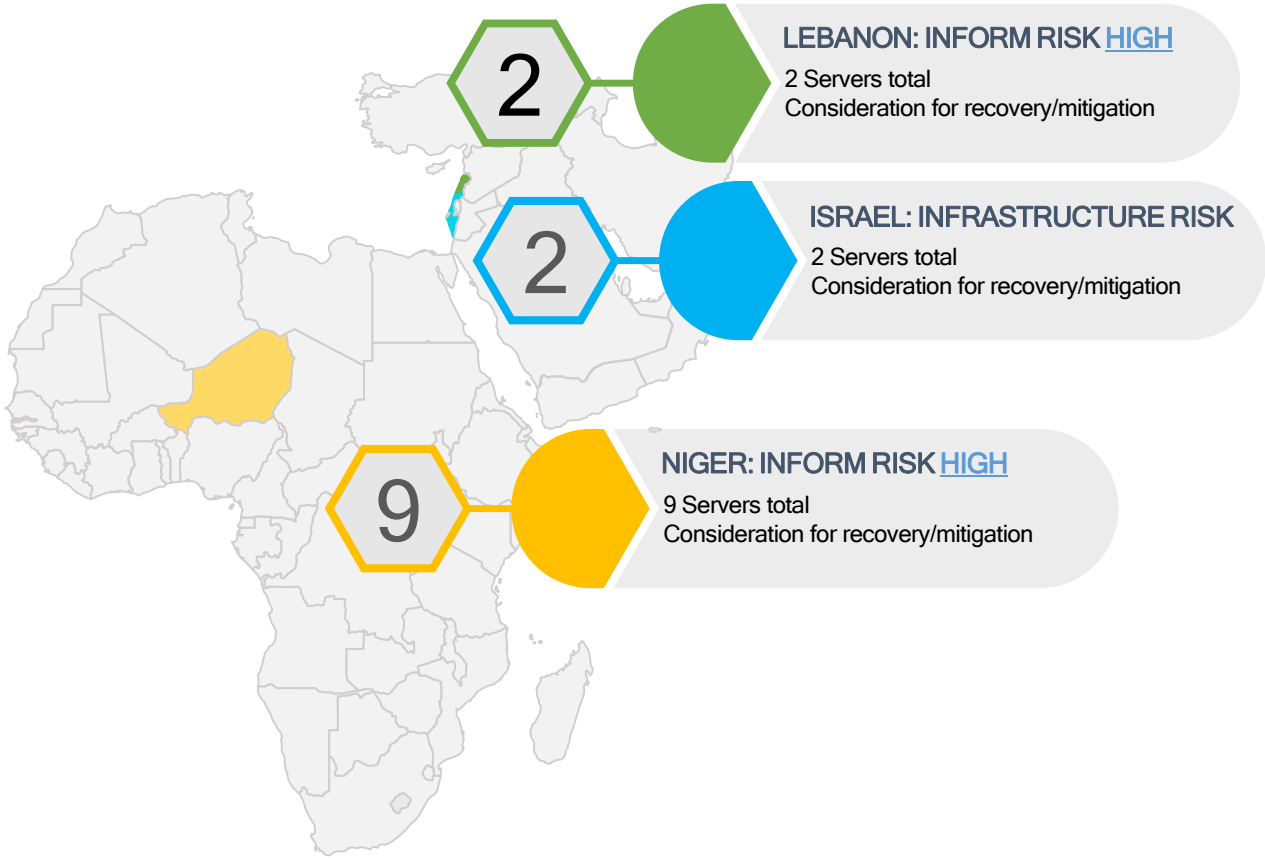 2
LEBANON: INFORM RISK HIGH
2 Servers total
Consideration for recovery/mitigation
2
ISRAEL: INFRASTRUCTURE RISK
2 Servers total
Consideration for recovery/mitigation
9
NIGER: INFORM RISK HIGH
9 Servers total
Consideration for recovery/mitigation